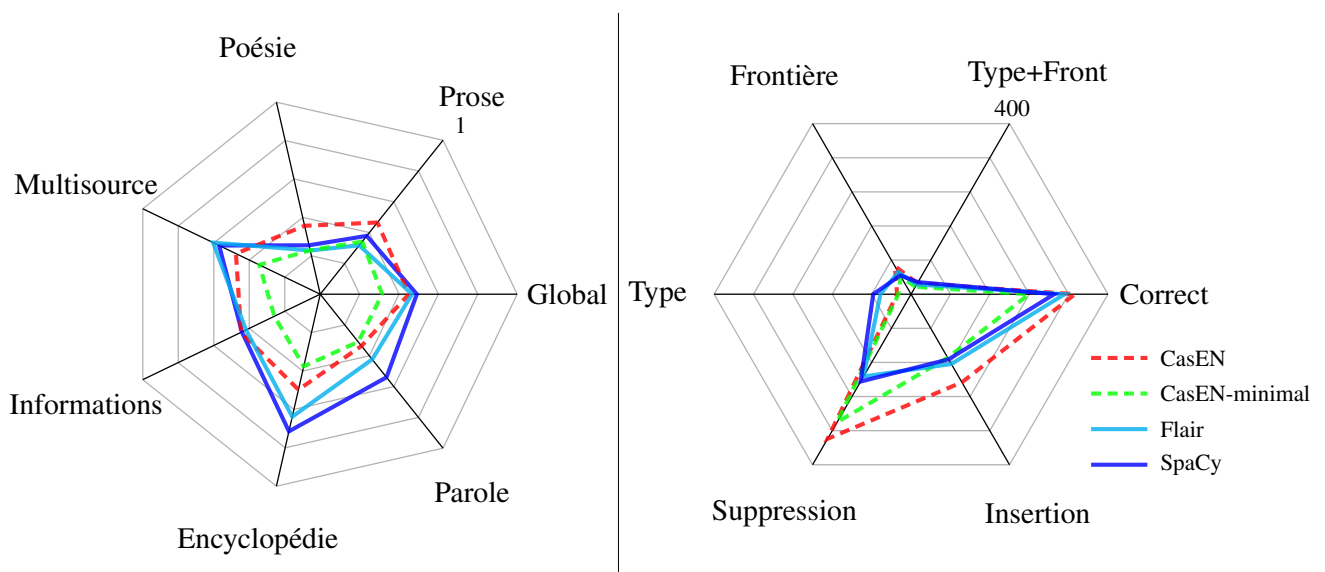 Poésie
Prose
1
Multisource
Global
Informations
Parole
Encyclopédie
Frontière
Type+Front
400
Type
Correct
Suppression
Insertion
CasEN
CasEN-minimal
Flair
SpaCy